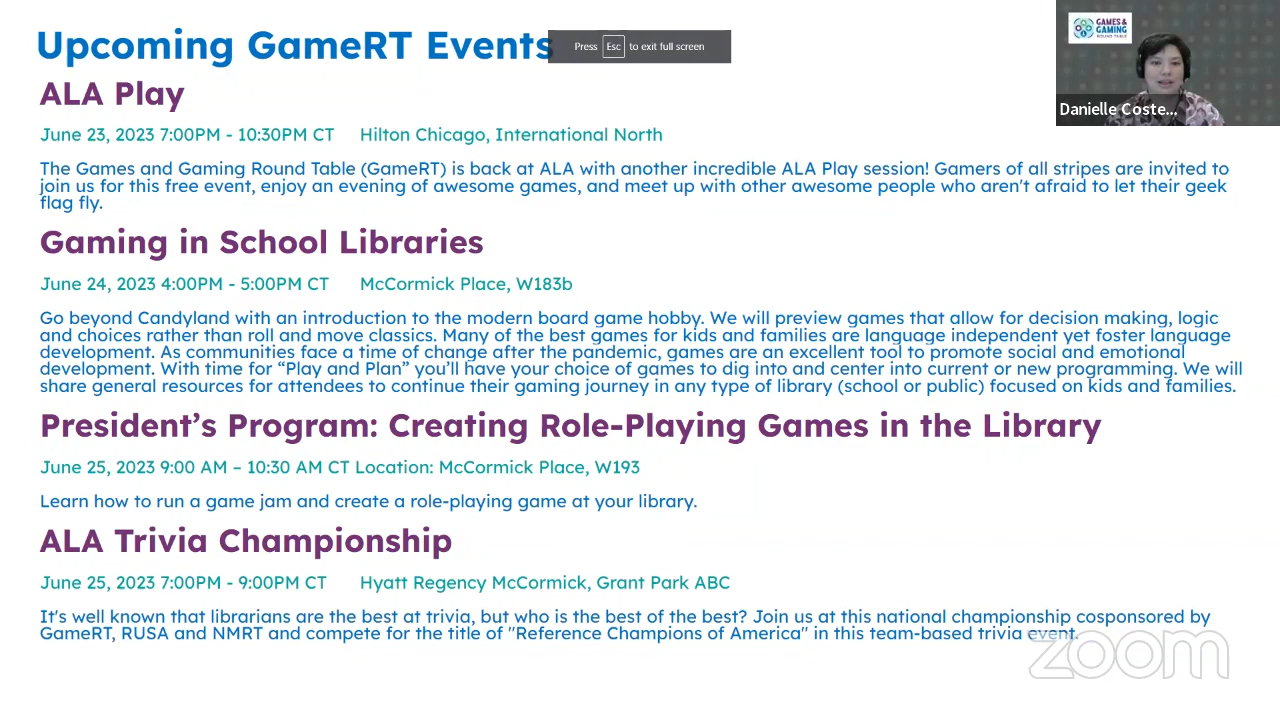 Upcoming GameRT Events
Press Esc to exit full screen
GAMES & GAMING
ROUND TABLE
Danielle Coste...
ALA Play
June 23, 2023 7:00PM - 10:30PM CT Hilton Chicago, International North
The Games and Gaming Round Table (GameRT) is back at ALA with another incredible ALA Play session! Gamers of all stripes are invited to
join us for this free event, enjoy an evening of awesome games, and meet up with other awesome people who aren't afraid to let their geek
flag fly.
Gaming in School Libraries
June 24, 2023 4:00PM - 5:00PM CT McCormick Place, W183b
Go beyond Candyland with an introduction to the modern board game hobby. We will preview games that allow for decision making, logic
and choices rather than roll and move classics. Many of the best games for kids and families are language independent yet foster language
development. As communities face a time of change after the pandemic, games are an excellent tool to promote social and emotional
development. With time for “Play and Plan” you’ll have your choice of games to dig into and center into current or new programming. We will
share general resources for attendees to continue their gaming journey in any type of library (school or public) focused on kids and families.
President’s Program: Creating Role-Playing Games in the Library
June 25, 2023 9:00 AM – 10:30 AM CT Location: McCormick Place, W193
Learn how to run a game jam and create a role-playing game at your library.
ALA Trivia Championship
June 25, 2023 7:00PM - 9:00PM CT Hyatt Regency McCormick, Grant Park ABC
It's well known that librarians are the best at trivia, but who is the best of the best? Join us at this national championship cosponsored by
GameRT, RUSA and NMRT and compete for the title of "Reference Champions of America" in this team-based trivia event.
zoom